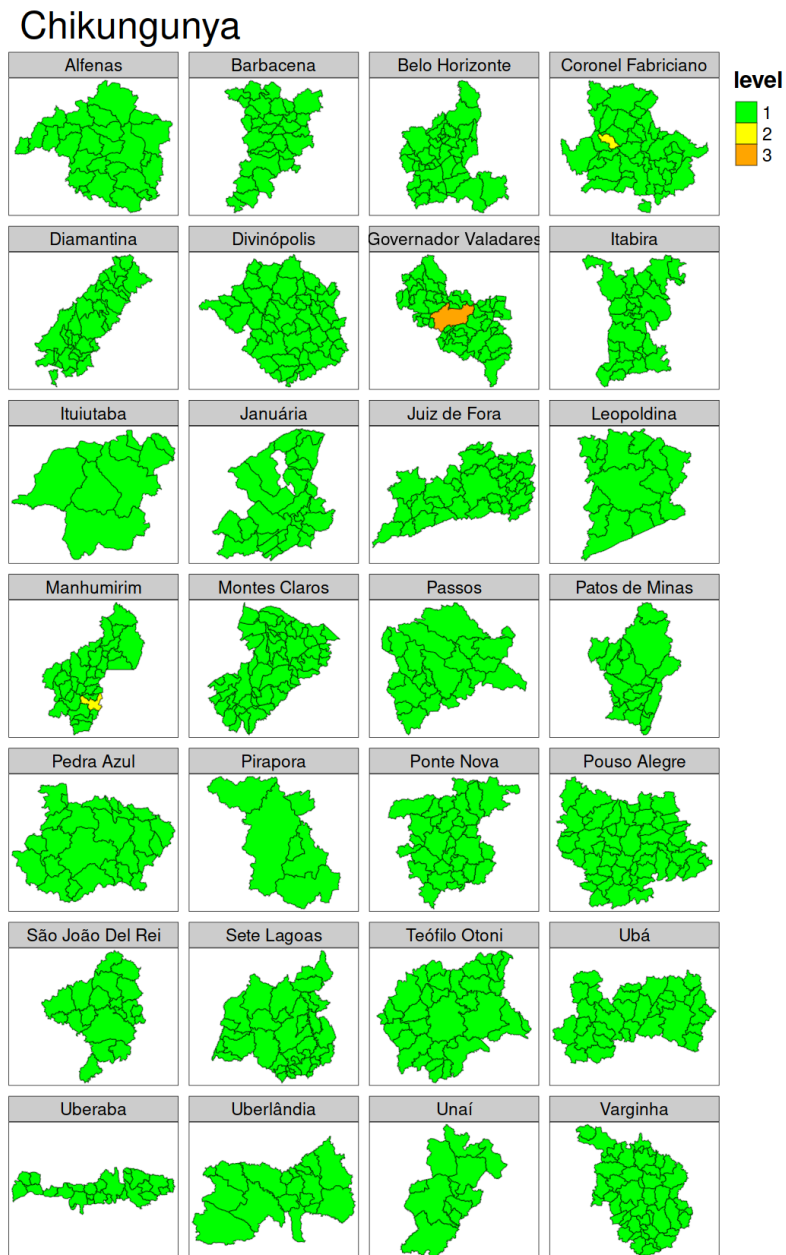 Chikungunya
Alfenas
Barbacena
Belo Horizonte
Coronel Fabriciano
level
1
2
3
Diamantina
Divinópolis
Governador Valadares
Itabira
Ituiutaba
Januária
Juiz de Fora
Leopoldina
Manhumirim
Montes Claros
Passos
Patos de Minas
Pedra Azul
Pirapora
Ponte Nova
Pouso Alegre
São João Del Rei
Sete Lagoas
Teófilo Otoni
Ubá
Uberaba
Uberlândia
Unaí
Varginha